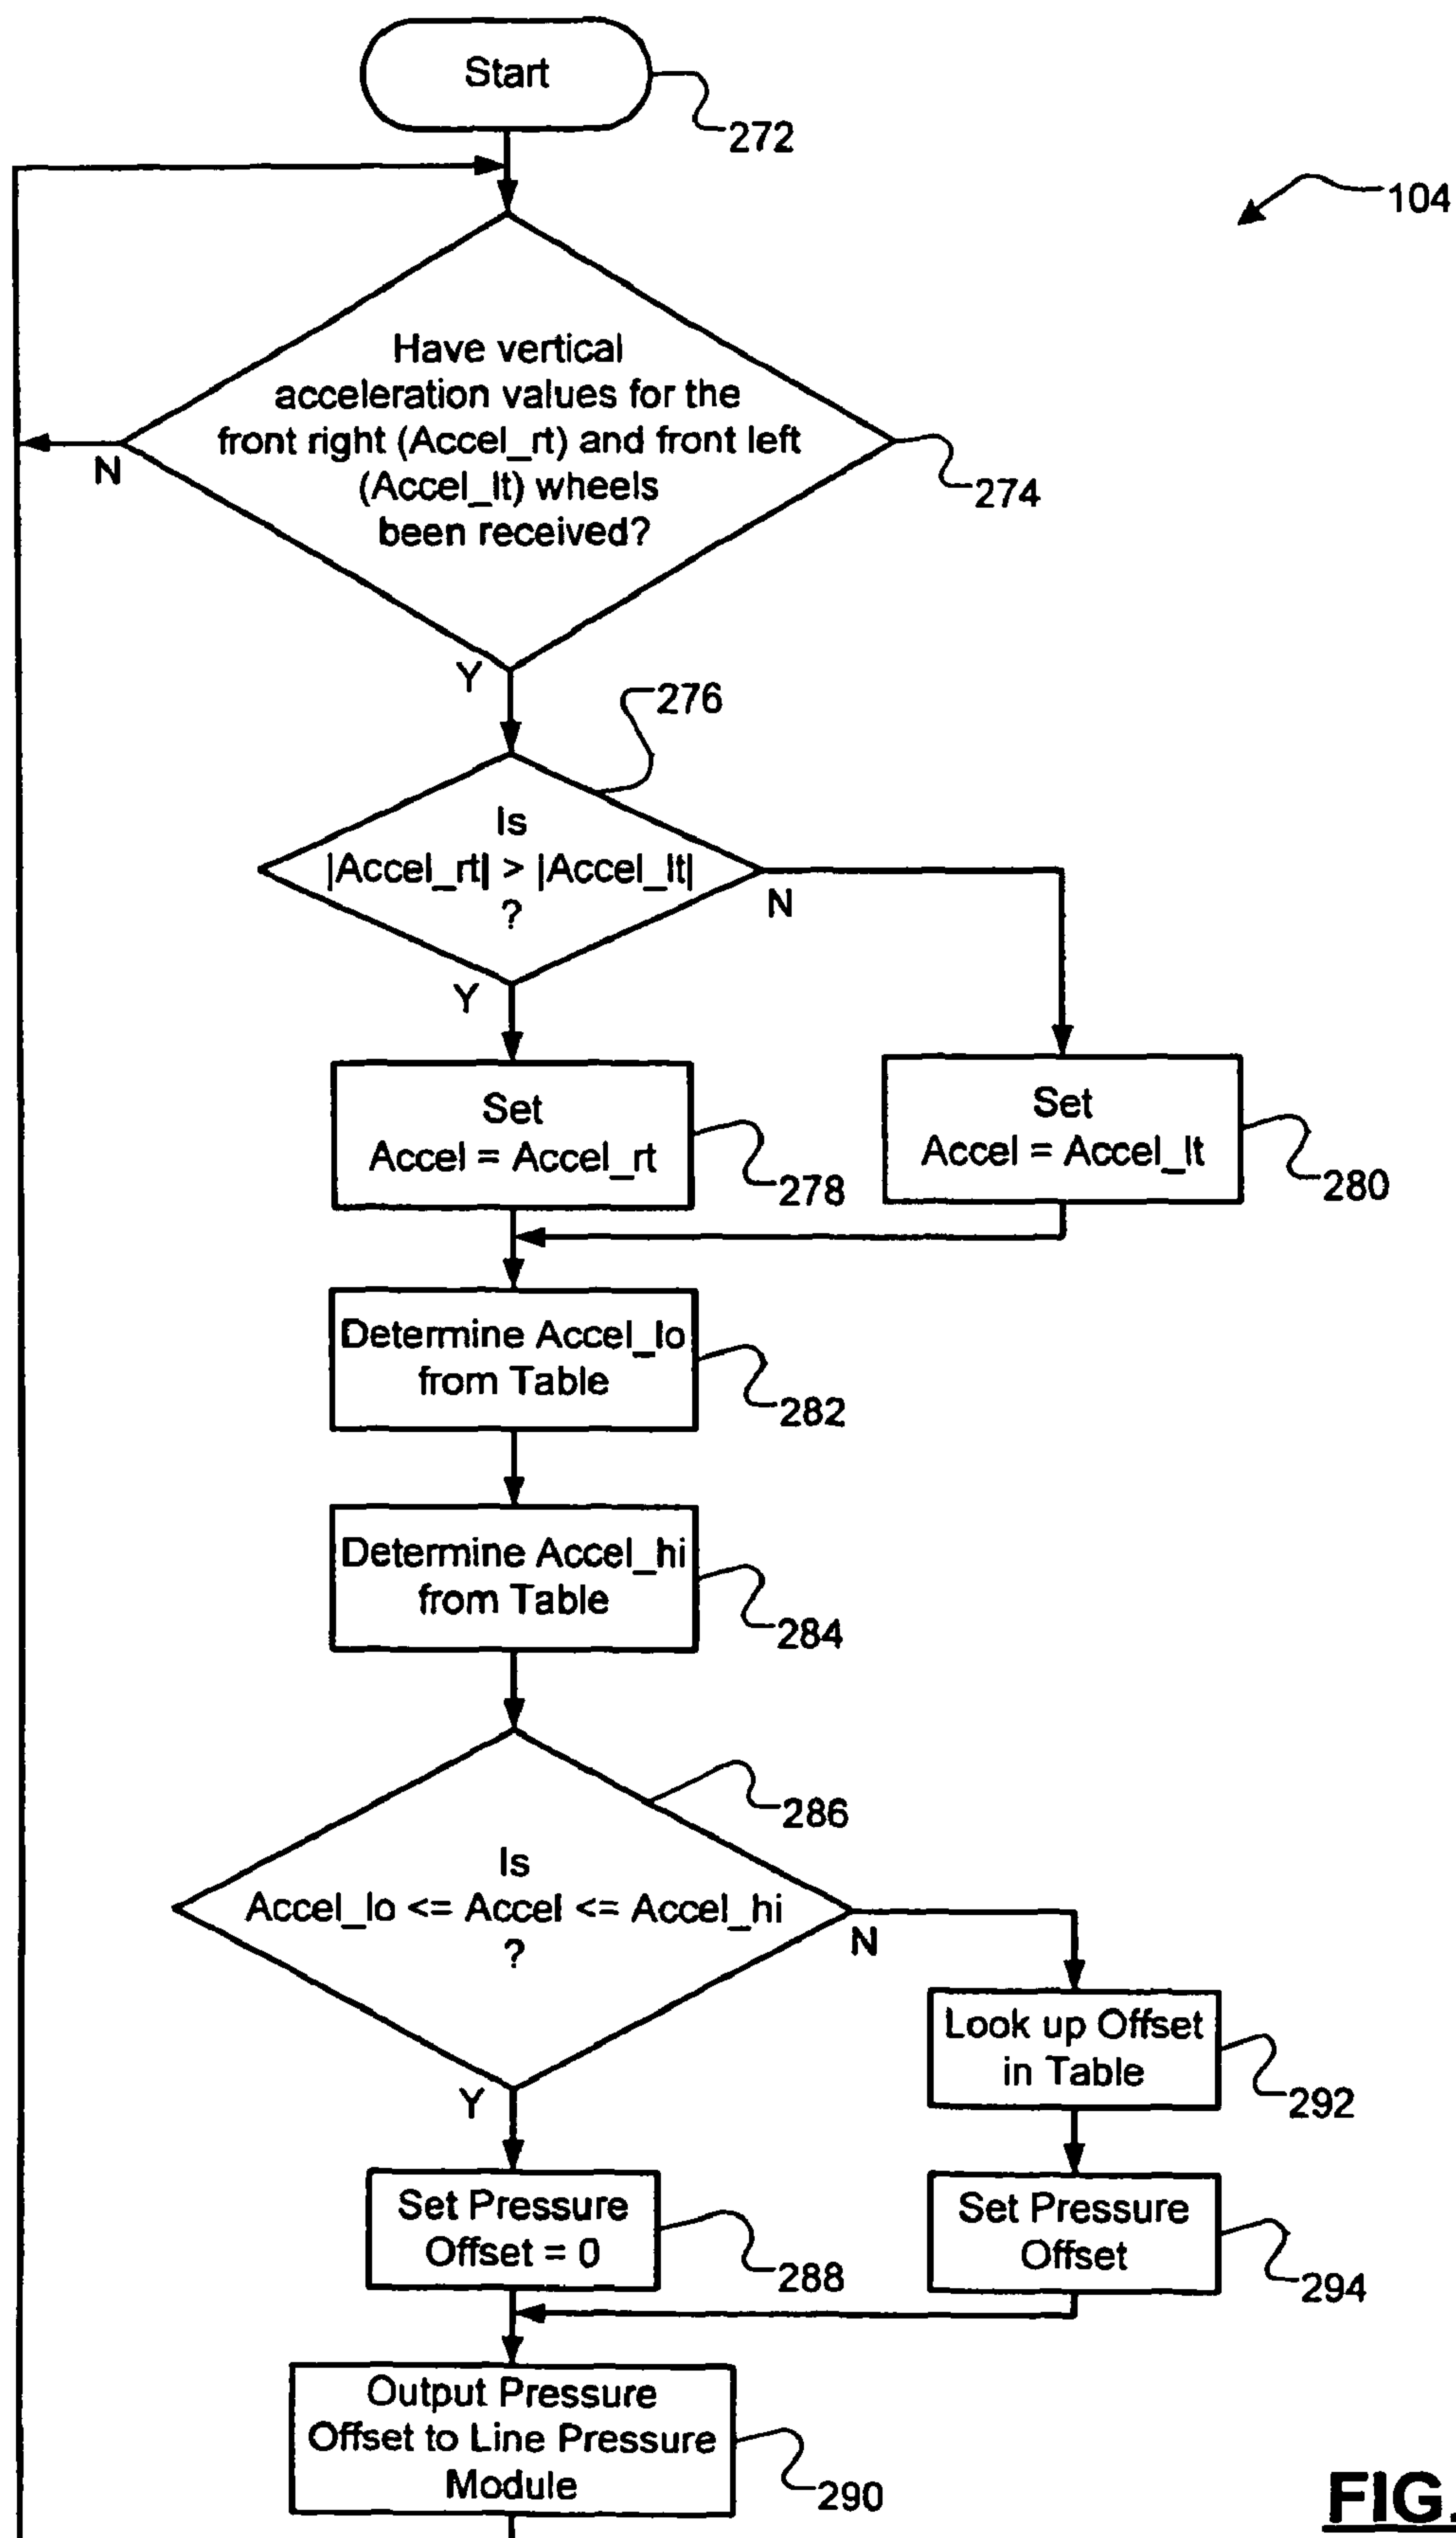 Start
272
104
Have vertical
acceleration values for the
front right (Accel_rt) and front left
(Accel_lt) wheels
been received?
N
274
Y
276
Is
|Accel_rt| > |Accel_lt|
?
N
Y
Set
Accel = Accel_rt
278
Set
Accel = Accel_lt
280
Determine Accel_lo
from Table
282
Determine Accel_hi
from Table
284
286
Is
Accel_lo <= Accel <= Accel_hi
?
N
Y
Look up Offset
in Table
292
Set Pressure
Offset = 0
288
Set Pressure
Offset
294
Output Pressure
Offset to Line Pressure
Module
290
FIG.